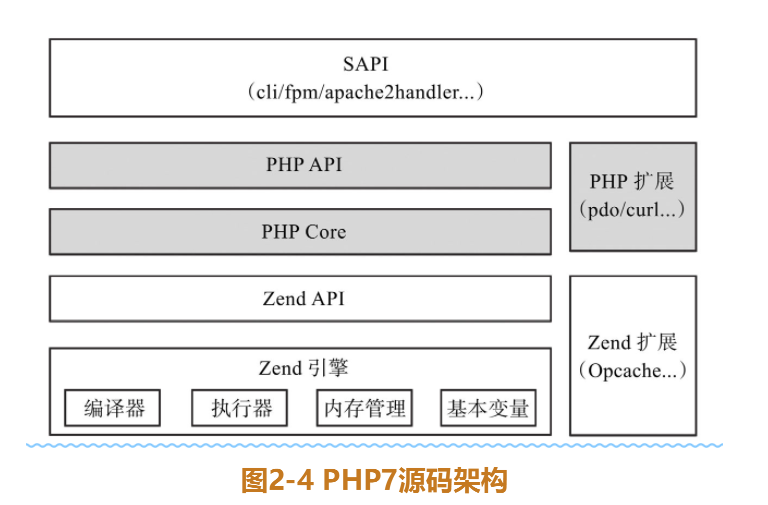 SAPI
（cli/fpm/apache2handler...）
PHP API
PHP 扩展
（pdo/curl...）
PHP Core
Zend API
Zend 扩展
（Opcache...）
Zend 引擎
编译器
执行器
内存管理
基本变量
图2-4 PHP7源码架构